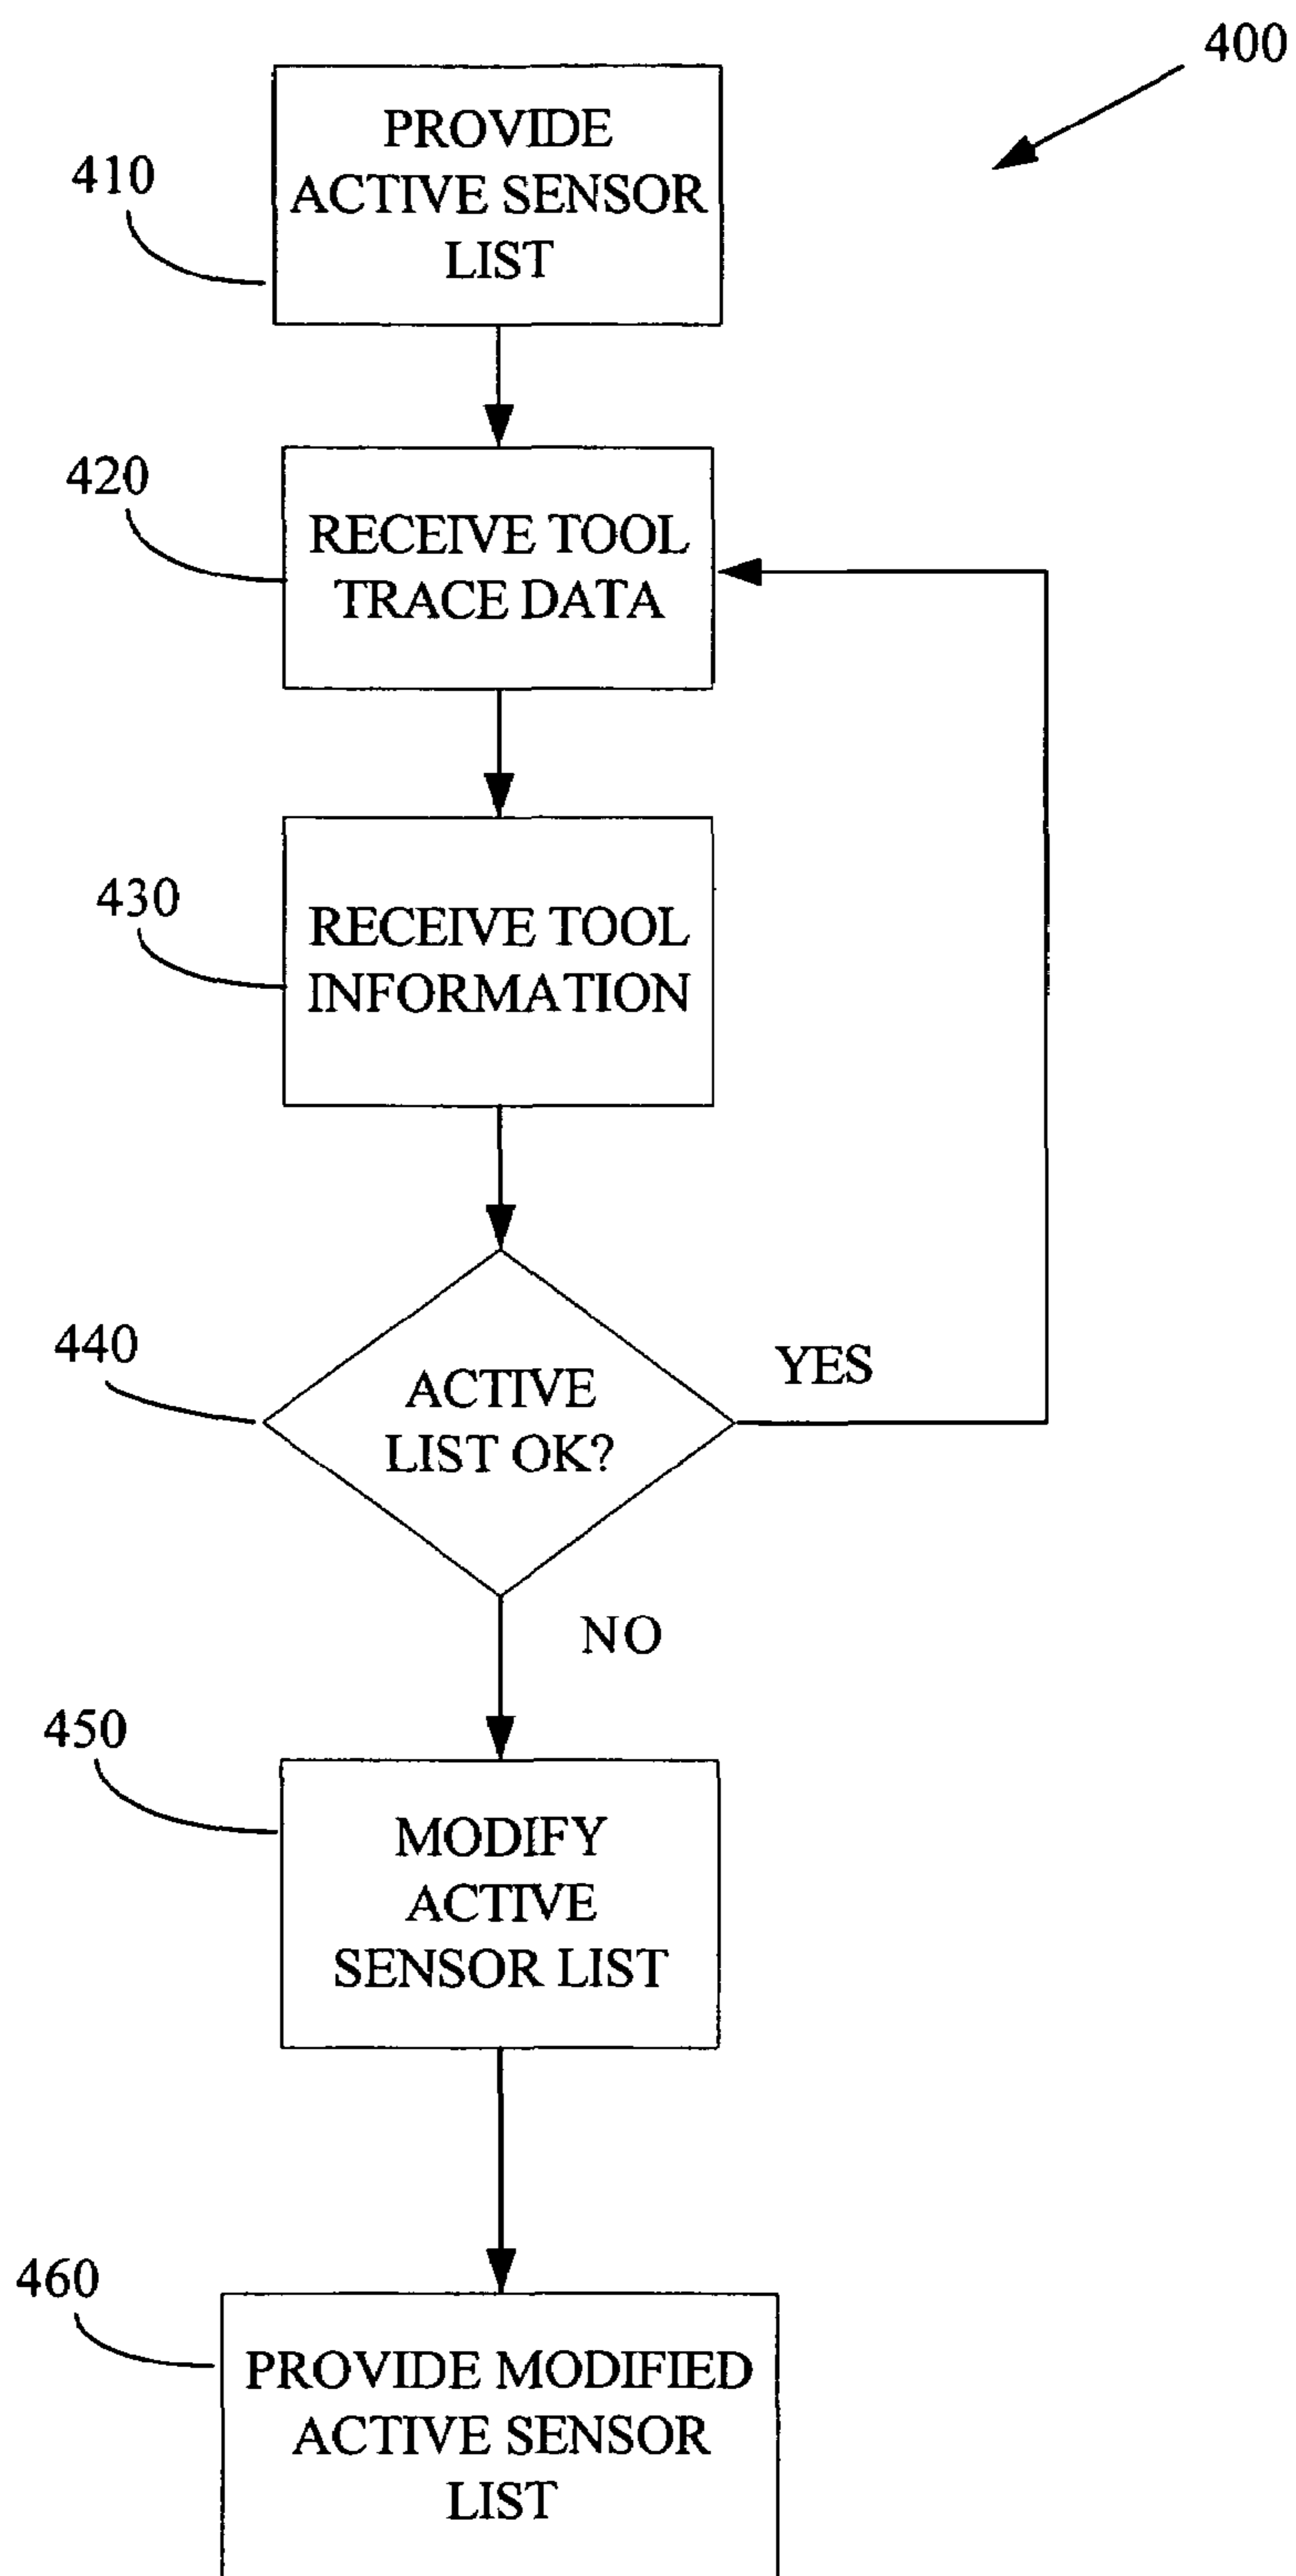 400
410
PROVIDE
ACTIVE SENSOR
LIST
420
RECEIVE TOOL
TRACE DATA
430
RECEIVE TOOL
INFORMATION
440
ACTIVE
LIST OK?
YES
NO
450
MODIFY
ACTIVE
SENSOR LIST
460
PROVIDE MODIFIED
ACTIVE SENSOR
LIST